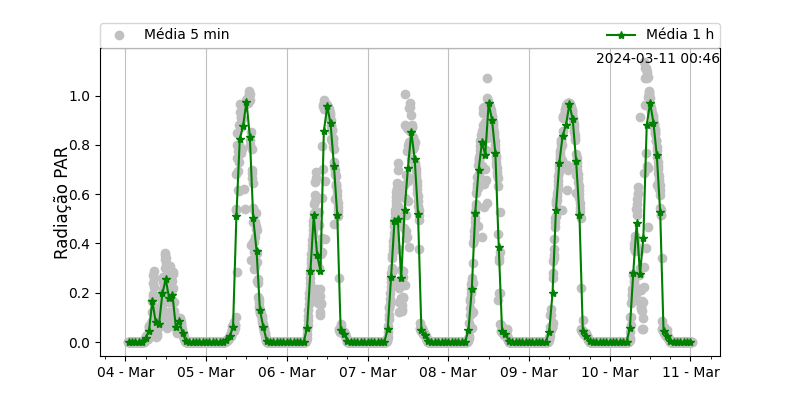 Média 5 min
Média 1 h
2024-03-11 00:46
Radiação PAR
1.0
0.8
0.6
0.4
0.2
0.0
04 - Mar
05 - Mar
06 - Mar
07 - Mar
08 - Mar
09 - Mar
10 - Mar
11 - Mar